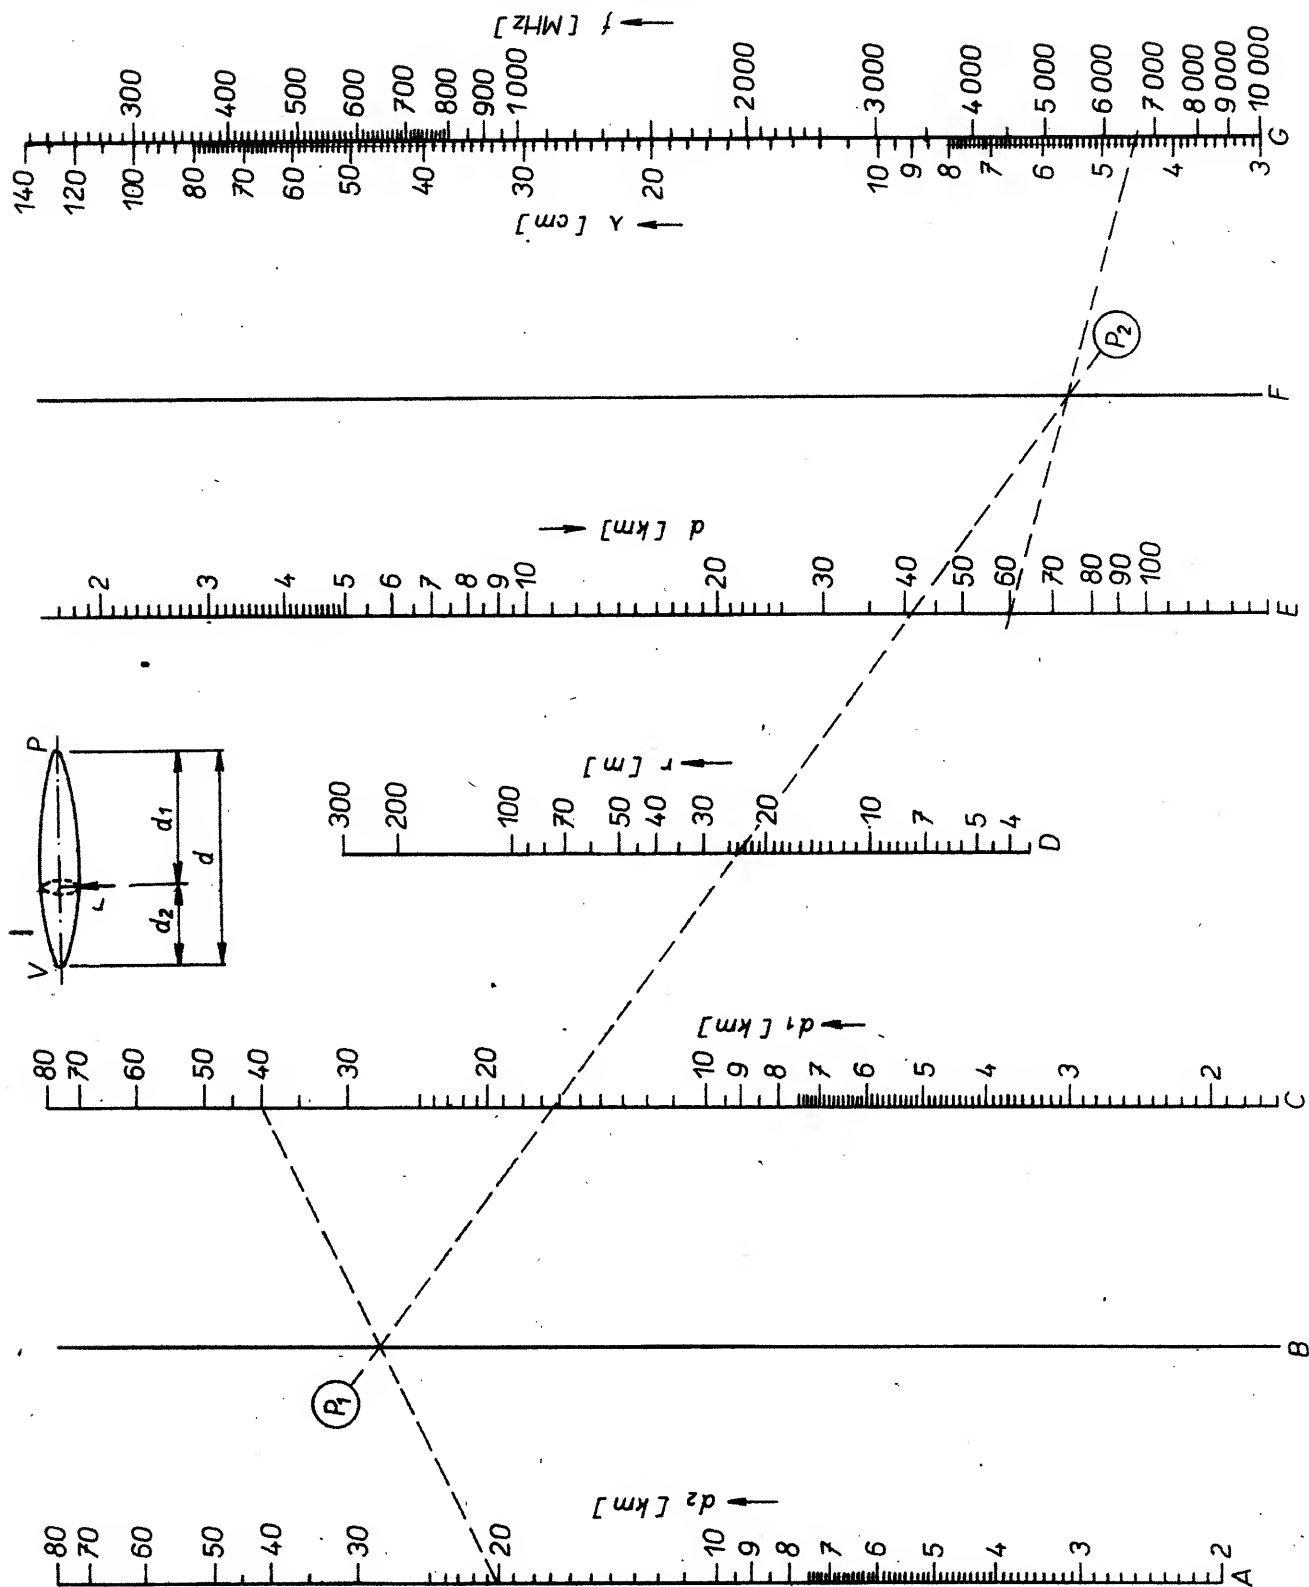 f [MHz]
300 400 500 600 700 800 900 1000 2000 3000 4000 5000 6000 7000 8000 9000 10 000
140 120 100 80 70 60 50 40 30 20 10 9 8 7 6 5 4 3
G
λ [cm]
P2
F
d [km]
2 3 4 5 6 7 8 9 10 20 30 40 50 60 70 80 90 100
E
V P
r
d2 d1
d
r [m]
300 200 100 70 50 40 30 20 10 7 5 4
D
d1 [km]
80 70 60 50 40 30 20 10 9 8 7 6 5 4 3 2
C
P1
B
d2 [km]
80 70 60 50 40 30 20 10 9 8 7 6 5 4 3 2
A